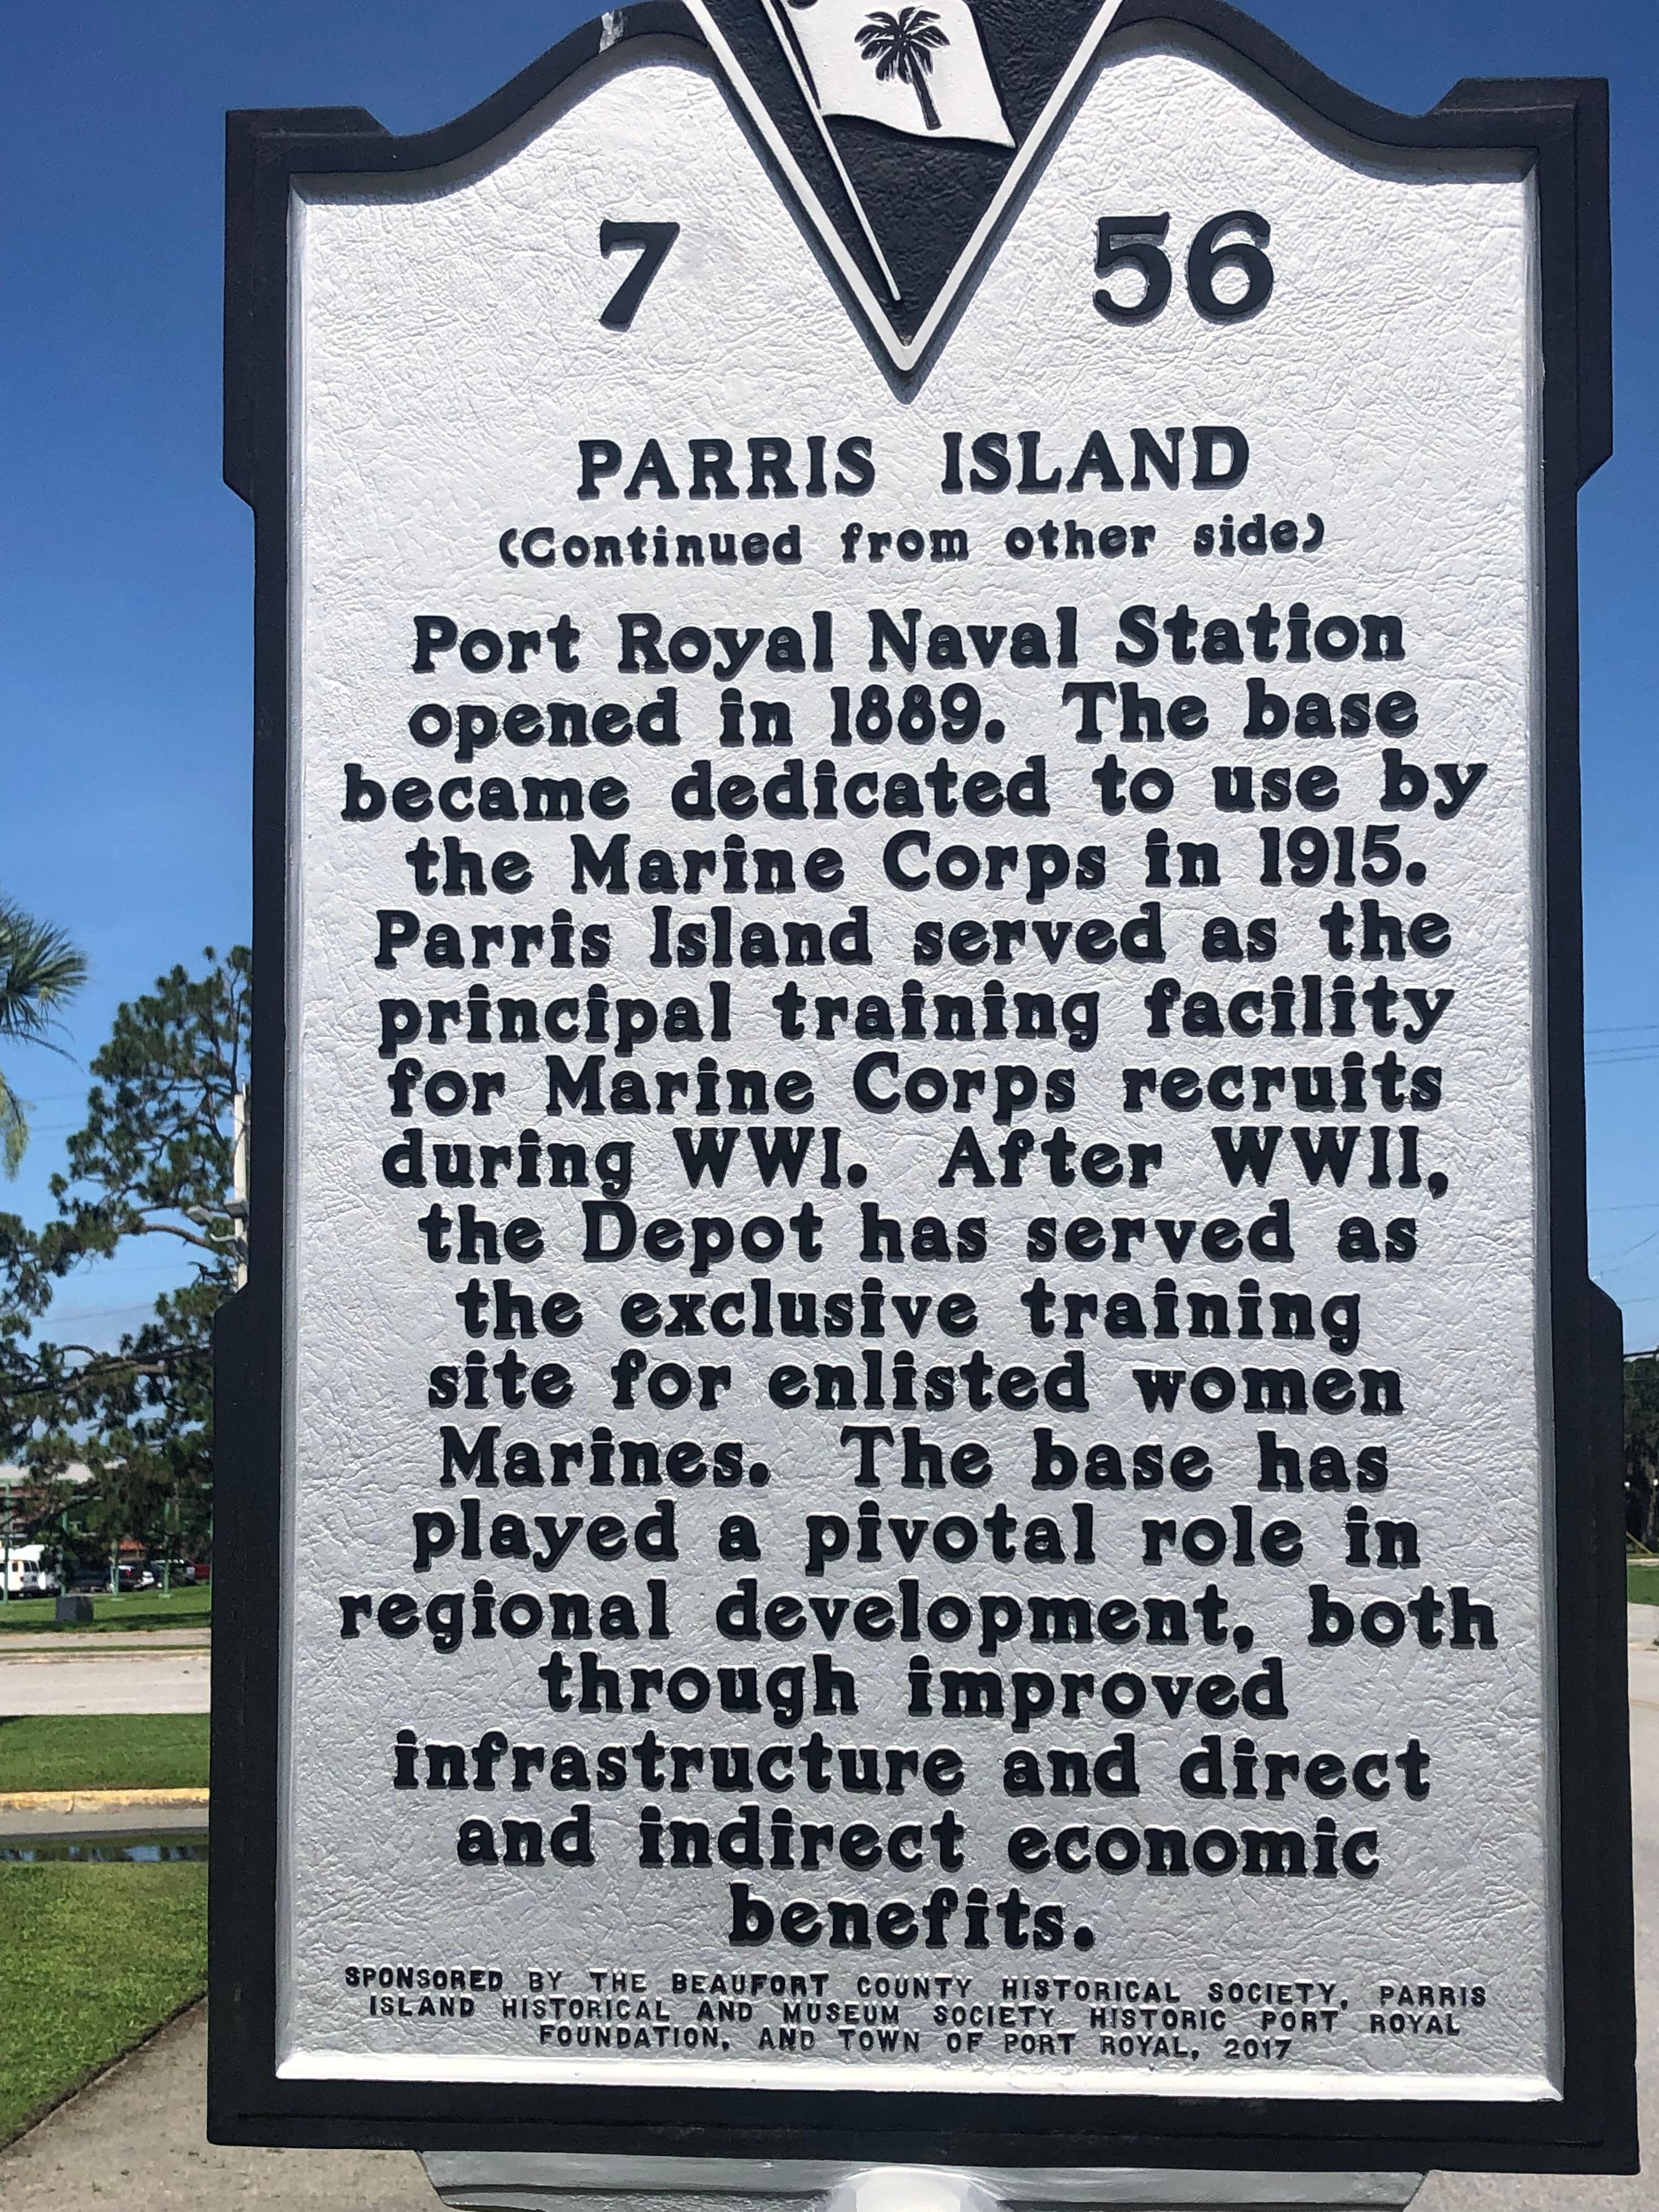 7 56
PARRIS ISLAND
(Continued from other side)
Port Royal Naval Station
opened in 1889. The base
became dedicated to use by
the Marine Corps in 1915.
Parris Island served as the
principal training facility
for Marine Corps recruits
during WWI. After WWII,
the Depot has served as
the exclusive training
site for enlisted women
Marines. The base has
played a pivotal role in
regional development, both
through improved
infrastructure and direct
and indirect economic
benefits.
SPONSORED BY THE BEAUFORT COUNTY HISTORICAL SOCIETY, PARRIS
ISLAND HISTORICAL AND MUSEUM SOCIETY HISTORIC PORT ROYAL
FOUNDATION, AND TOWN OF PORT ROYAL, 2017